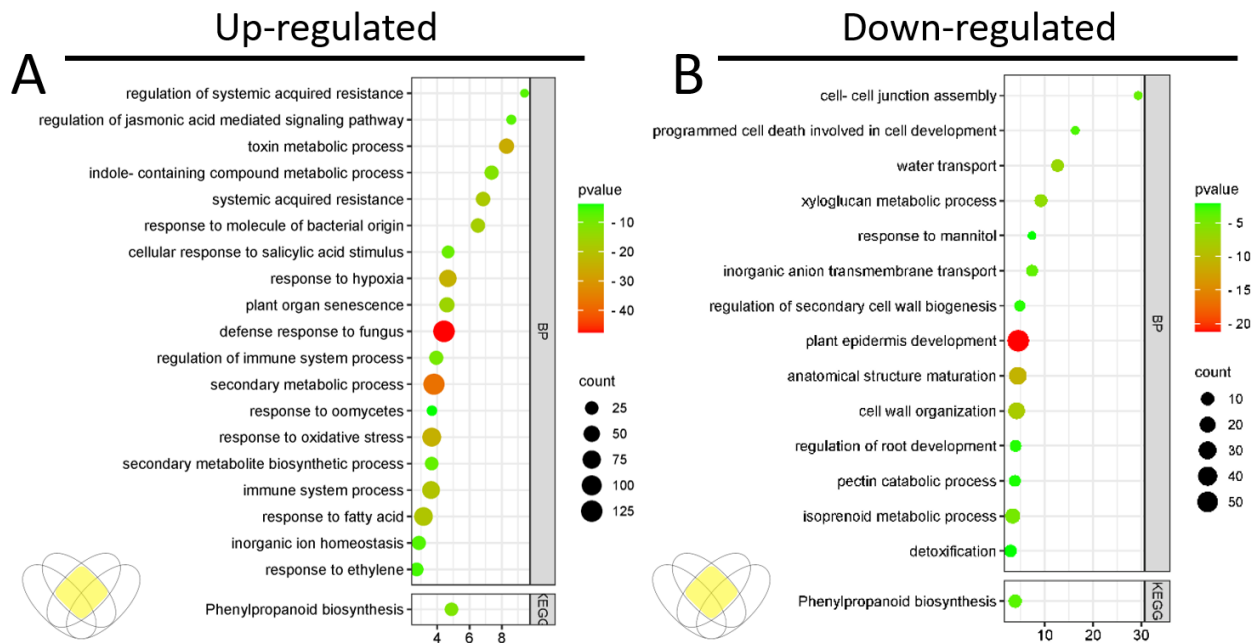 Up-regulated
Down-regulated
A
regulation of systemic acquired resistance
regulation of jasmonic acid mediated signaling pathway
toxin metabolic process
indole- containing compound metabolic process
systemic acquired resistance
response to molecule of bacterial origin
cellular response to salicylic acid stimulus
response to hypoxia
plant organ senescence
defense response to fungus
regulation of immune system process
secondary metabolic process
response to oomycetes
response to oxidative stress
secondary metabolite biosynthetic process
immune system process
response to fatty acid
inorganic ion homeostasis
response to ethylene
Phenylpropanoid biosynthesis
BP
KEGG
4 6 8
pvalue
- 10
- 20
- 30
- 40
count
25
50
75
100
125
B
cell- cell junction assembly
programmed cell death involved in cell development
water transport
xyloglucan metabolic process
response to mannitol
inorganic anion transmembrane transport
regulation of secondary cell wall biogenesis
plant epidermis development
anatomical structure maturation
cell wall organization
regulation of root development
pectin catabolic process
isoprenoid metabolic process
detoxification
Phenylpropanoid biosynthesis
BP
KEGG
10 20 30
pvalue
- 5
- 10
- 15
- 20
count
10
20
30
40
50